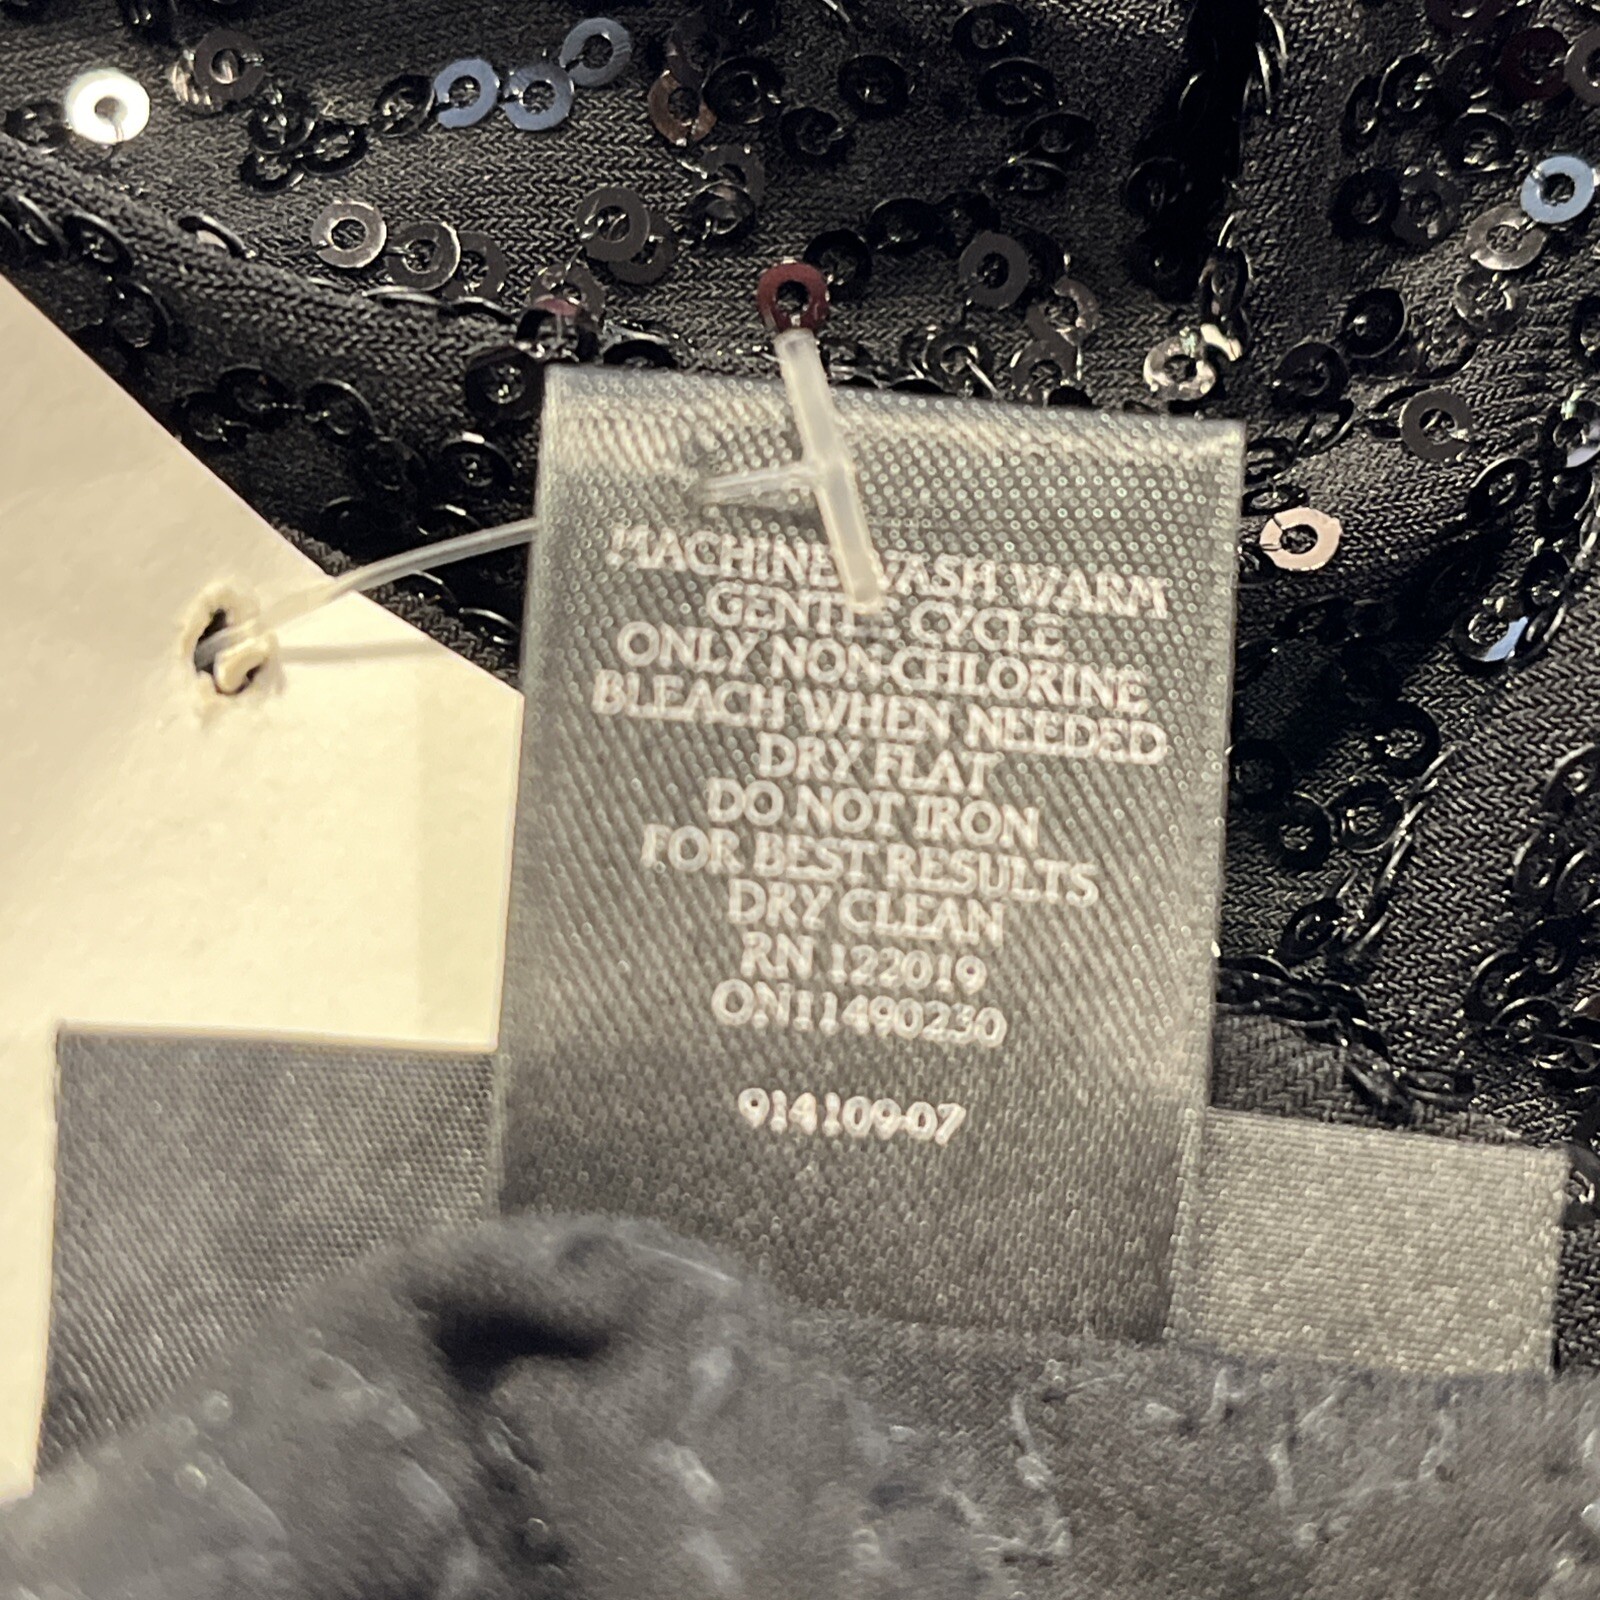 MACHINE WASH WARM
GENTLE CYCLE
ONLY NON-CHLORINE
BLEACH WHEN NEEDED
DRY FLAT
DO NOT IRON
FOR BEST RESULTS
DRY CLEAN
RN 122019
ON11490230
914109-07